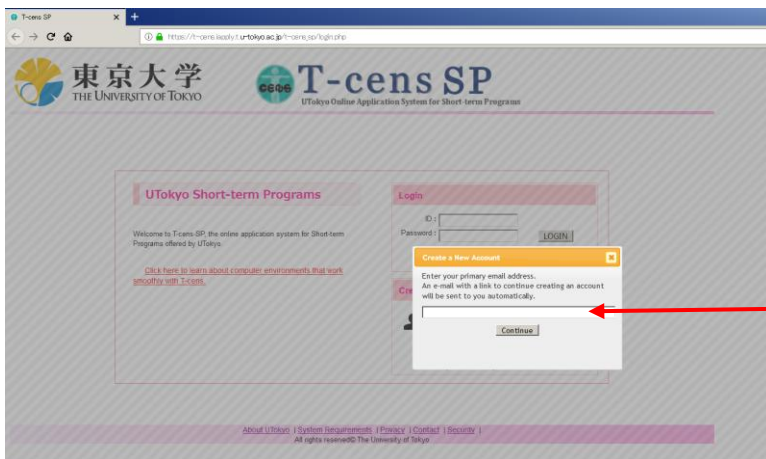 T-cens SP
https://t-cens.iapply.t.u-tokyo.ac.jp/t-cens_sp/login.php
東京大学
THE UNIVERSITY OF TOKYO
CENS
T-cens SP
UTokyo Online Application System for Short-term Programs
UTokyo Short-term Programs
Welcome to T-cens-SP, the online application system for Short-term
Programs offered by UTokyo.
Click here to learn about computer environments that work
smoothly with T-cens.
Login
ID :
Password :
LOGIN
Create a New Account
Enter your primary email address.
An e-mail with a link to continue creating an account
will be sent to you automatically.
Continue
Cre
About UTokyo | System Requirements | Privacy | Contact | Security |
All rights reserved© The University of Tokyo